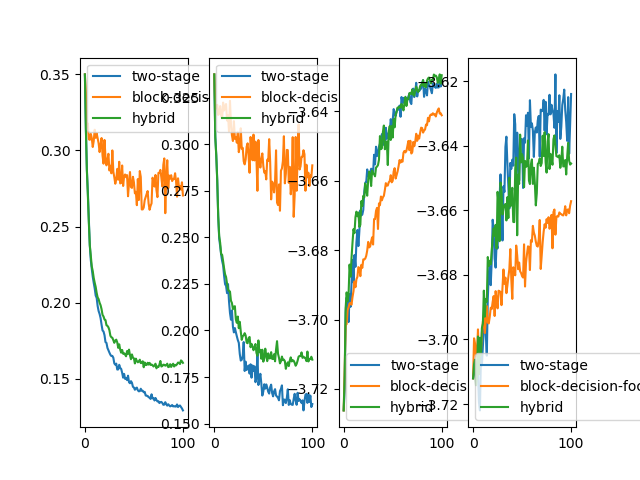 0.35
0.30
0.25
0.20
0.15
0
100
two-stage
block-decis
hybrid
0.325
0.300
0.275
0.250
0.225
0.200
0.175
0.150
0
100
two-stage
block-decis
hybrid
−3.64
−3.66
−3.68
−3.70
−3.72
0
100
two-stage
block-decis
hybrid
−3.62
−3.64
−3.66
−3.68
−3.70
−3.72
0
100
two-stage
block-decision-foc
hybrid